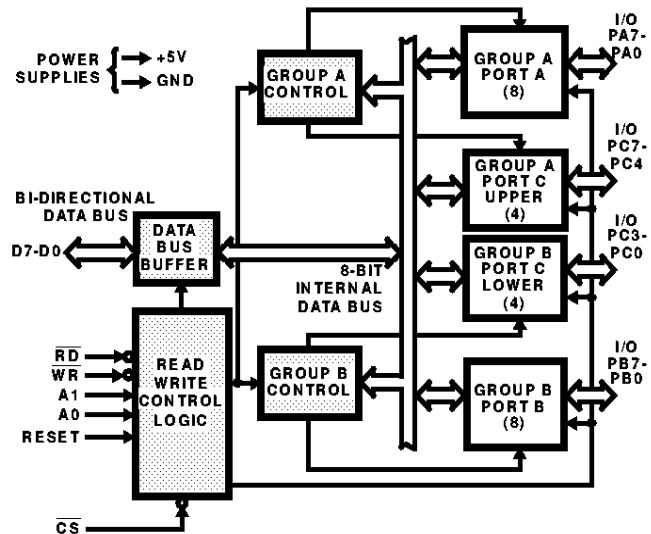 POWER
SUPPLIES
+5V
GND
GROUP A
CONTROL
GROUP A
PORT A
(8)
I/O
PA7-
PA0
GROUP A
PORT C
UPPER
(4)
I/O
PC7-
PC4
BI-DIRECTIONAL
DATA BUS
D7-D0
DATA
BUS
BUFFER
8-BIT
INTERNAL
DATA BUS
GROUP B
PORT C
LOWER
(4)
I/O
PC3-
PC0
RD
WR
A1
A0
RESET
READ
WRITE
CONTROL
LOGIC
GROUP B
CONTROL
GROUP B
PORT B
(8)
I/O
PB7-
PB0
CS